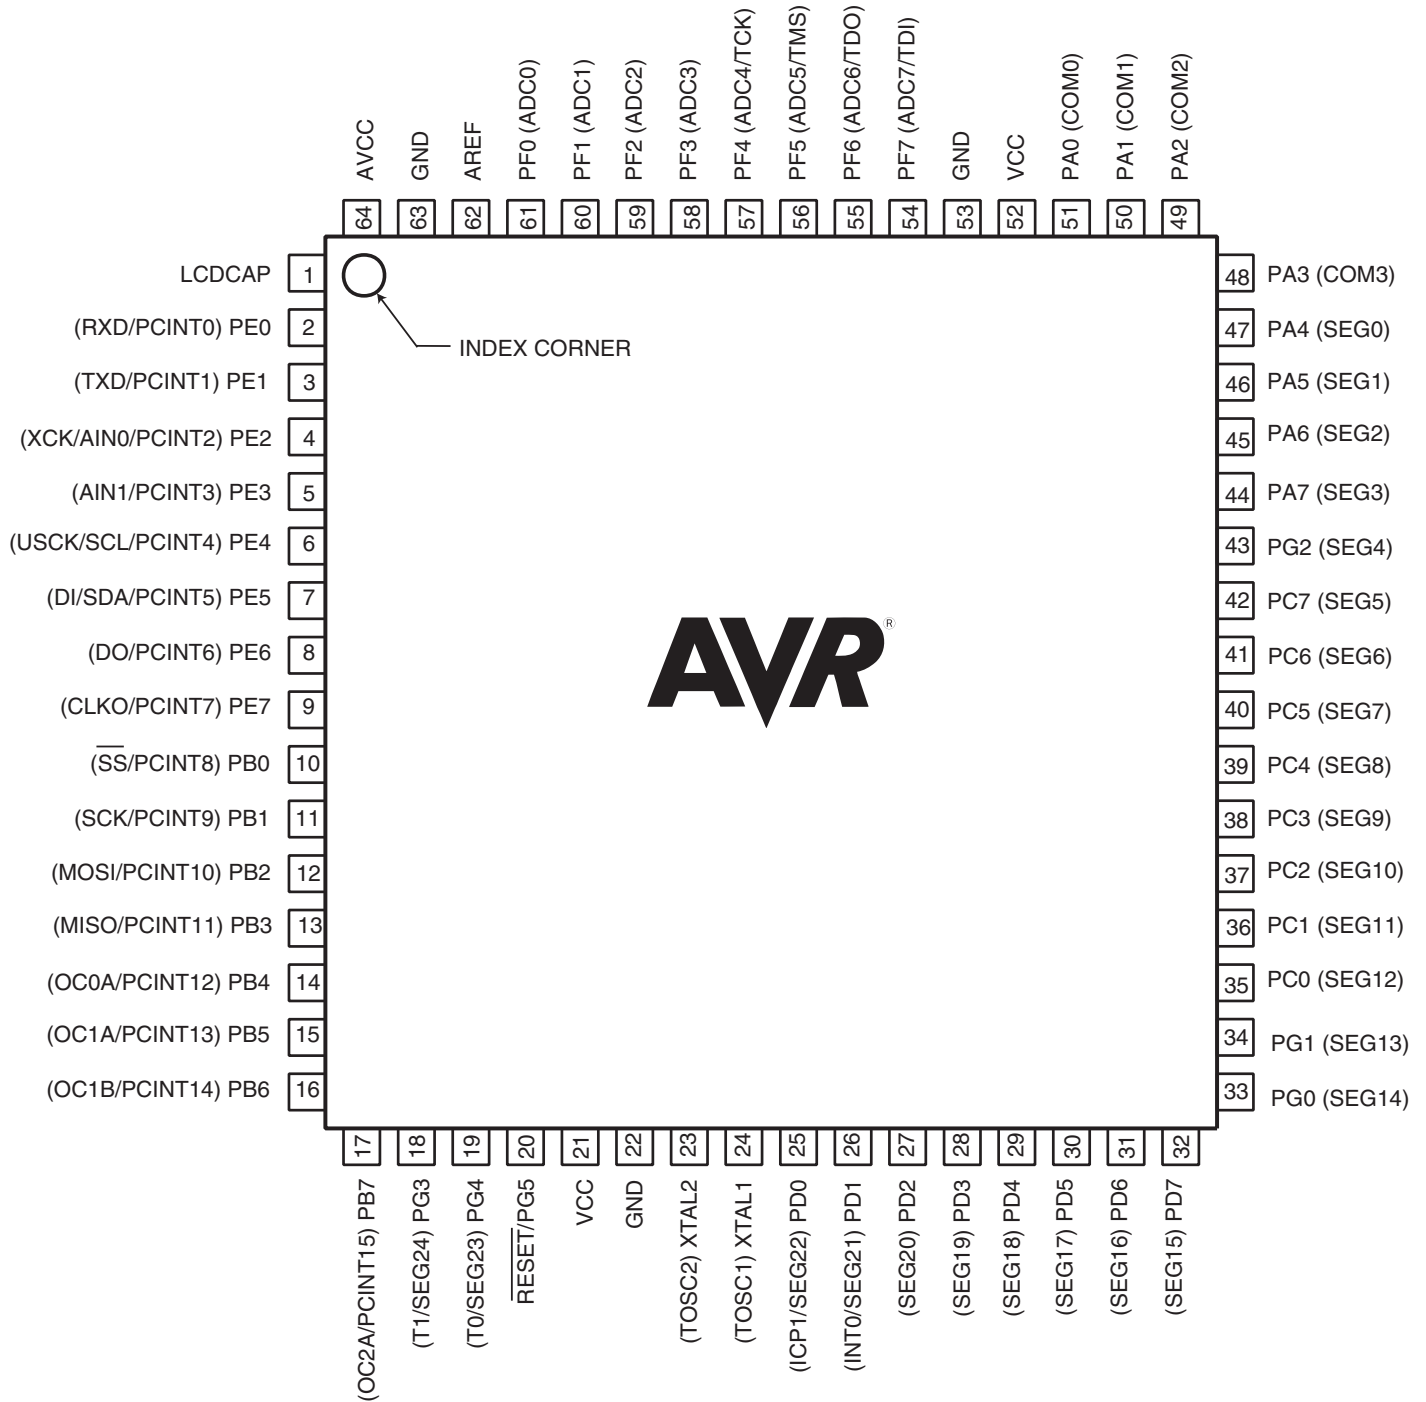 AVCC
GND
AREF
PF0 (ADC0)
PF1 (ADC1)
PF2 (ADC2)
PF3 (ADC3)
PF4 (ADC4/TCK)
PF5 (ADC5/TMS)
PF6 (ADC6/TDO)
PF7 (ADC7/TDI)
GND
VCC
PA0 (COM0)
PA1 (COM1)
PA2 (COM2)
64
63
62
61
60
59
58
57
56
55
54
53
52
51
50
49
LCDCAP 1
(RXD/PCINT0) PE0 2
(TXD/PCINT1) PE1 3
(XCK/AIN0/PCINT2) PE2 4
(AIN1/PCINT3) PE3 5
(USCK/SCL/PCINT4) PE4 6
(DI/SDA/PCINT5) PE5 7
(DO/PCINT6) PE6 8
(CLKO/PCINT7) PE7 9
(SS/PCINT8) PB0 10
(SCK/PCINT9) PB1 11
(MOSI/PCINT10) PB2 12
(MISO/PCINT11) PB3 13
(OC0A/PCINT12) PB4 14
(OC1A/PCINT13) PB5 15
(OC1B/PCINT14) PB6 16
INDEX CORNER
AVR®
48 PA3 (COM3)
47 PA4 (SEG0)
46 PA5 (SEG1)
45 PA6 (SEG2)
44 PA7 (SEG3)
43 PG2 (SEG4)
42 PC7 (SEG5)
41 PC6 (SEG6)
40 PC5 (SEG7)
39 PC4 (SEG8)
38 PC3 (SEG9)
37 PC2 (SEG10)
36 PC1 (SEG11)
35 PC0 (SEG12)
34 PG1 (SEG13)
33 PG0 (SEG14)
17
18
19
20
21
22
23
24
25
26
27
28
29
30
31
32
(OC2A/PCINT15) PB7
(T1/SEG24) PG3
(T0/SEG23) PG4
RESET/PG5
VCC
GND
(TOSC2) XTAL2
(TOSC1) XTAL1
(ICP1/SEG22) PD0
(INT0/SEG21) PD1
(SEG20) PD2
(SEG19) PD3
(SEG18) PD4
(SEG17) PD5
(SEG16) PD6
(SEG15) PD7